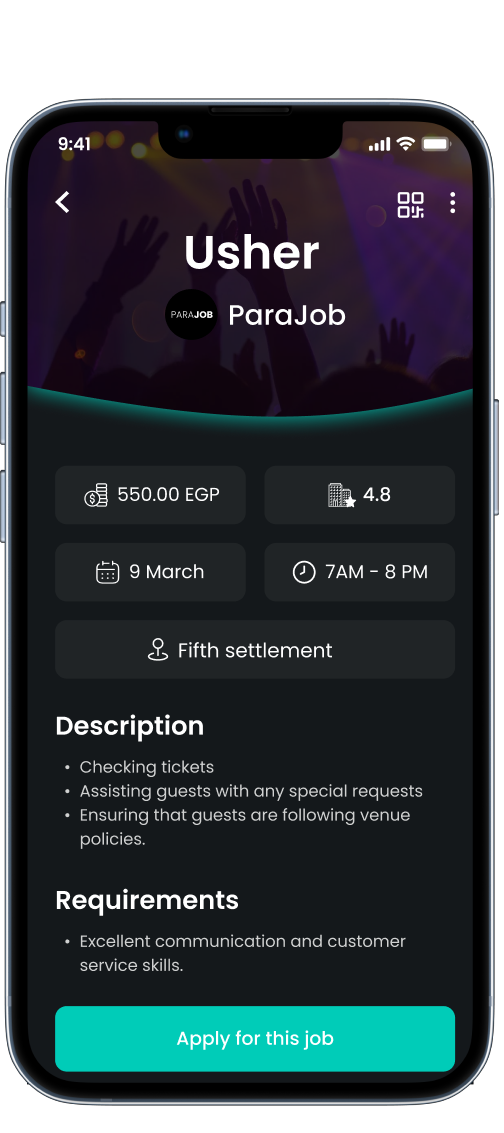 9:41
Usher
PARAJOB
ParaJob
550.00 EGP
4.8
9 March
7AM - 8 PM
Fifth settlement
Description
• Checking tickets
• Assisting guests with any special requests
• Ensuring that guests are following venue
policies.
Requirements
• Excellent communication and customer
service skills.
Apply for this job